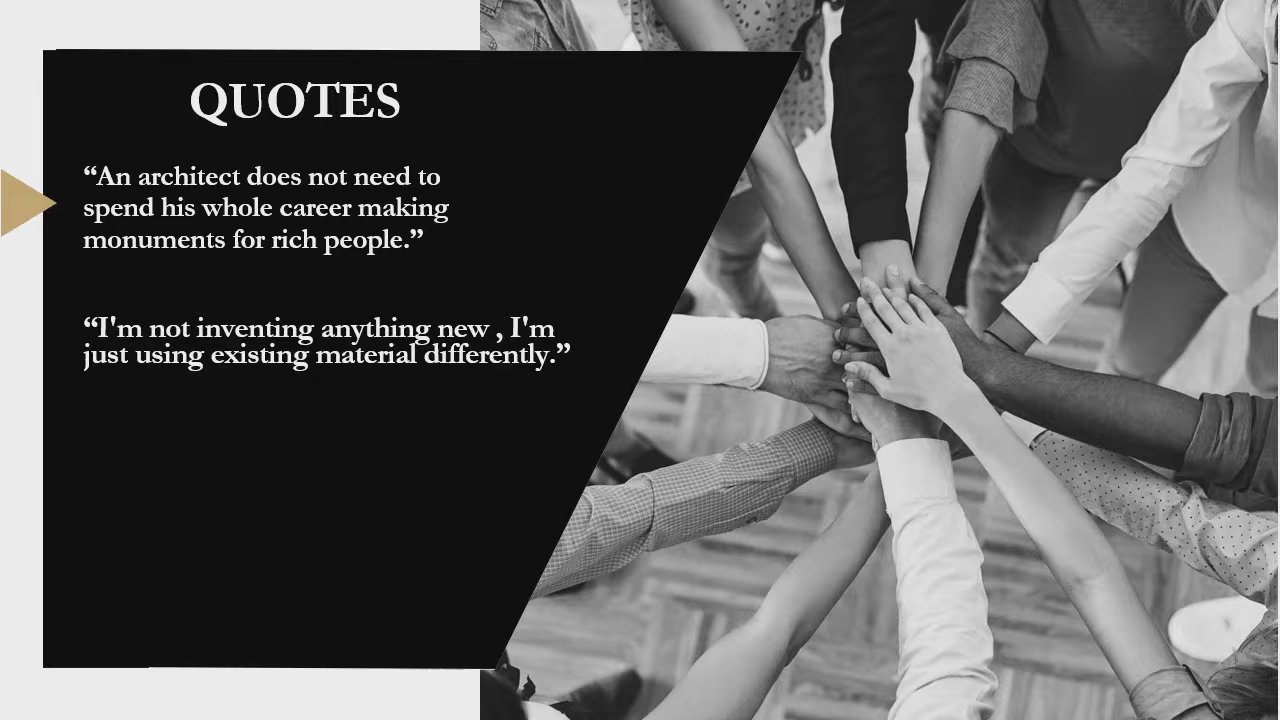 QUOTES
“An architect does not need to
spend his whole career making
monuments for rich people.”
“I'm not inventing anything new , I'm
just using existing material differently.”